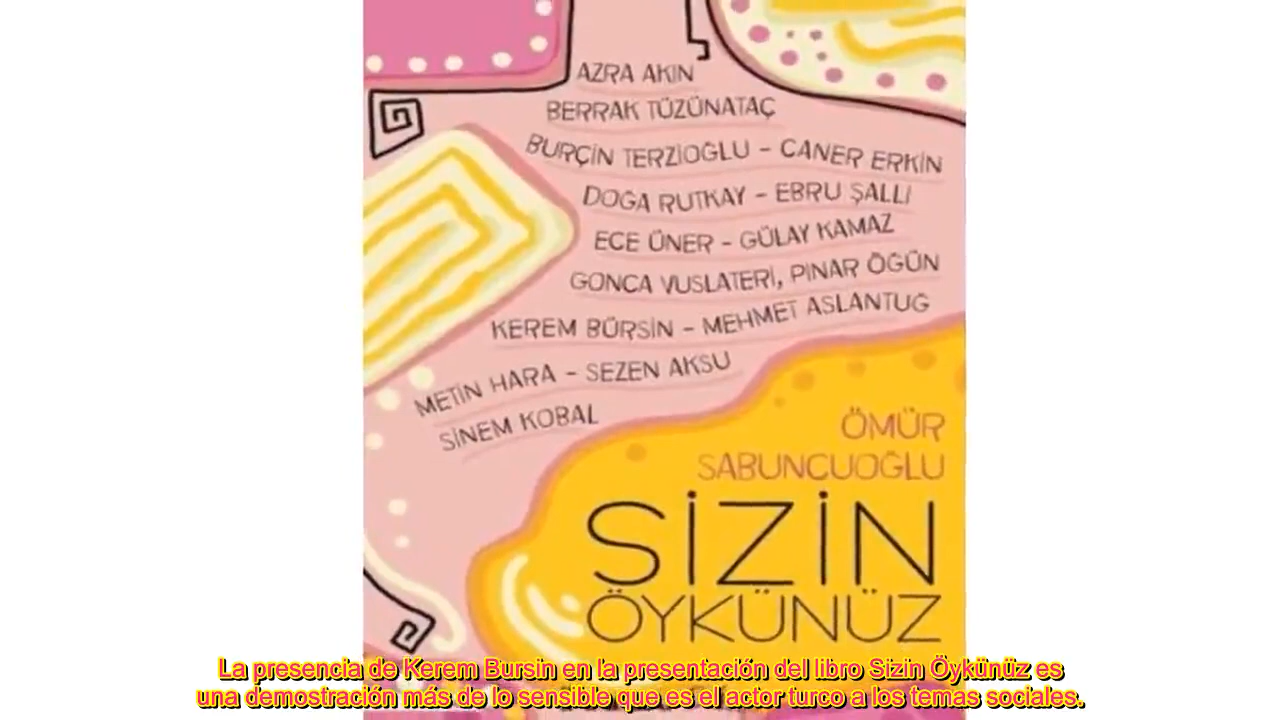 AZRA AKIN
BERRAK TÜZÜNATAÇ
BURÇİN TERZİOĞLU - CANER ERKİN
DOĞA RUTKAY - EBRU ŞALLI
ECE ÜNER - GÜLAY KAMAZ
GONCA VUSLATERİ, PINAR ÖĞÜN
KEREM BÜRSİN - MEHMET ASLANTUĞ
METİN HARA - SEZEN AKSU
SİNEM KOBAL
ÖMÜR
SABUNCUOĞLU
SİZİN
ÖYKÜNÜZ
La presencia de Kerem Bursin en la presentación del libro Sizin Öykünüz es
una demostración más de lo sensible que es el actor turco a los temas sociales.